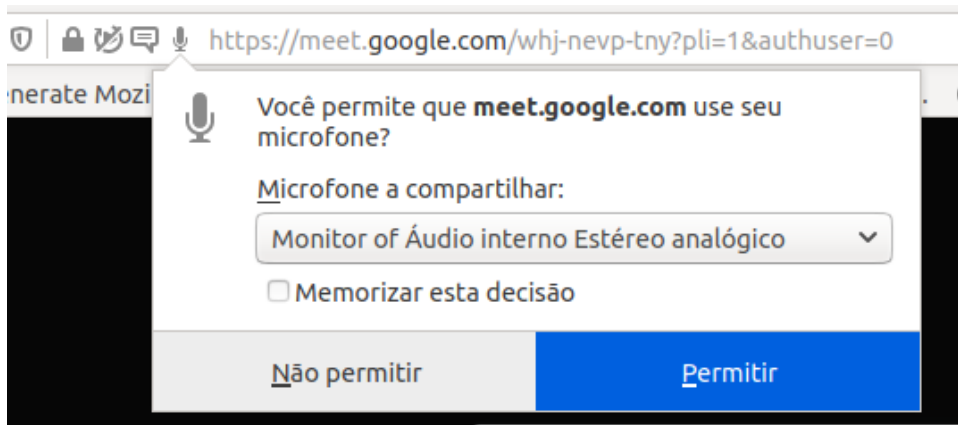 https://meet.google.com/whj-nevp-tny?pli=1&authuser=0
enerate Mozi
Você permite que meet.google.com use seu
microfone?
Microfone a compartilhar:
Monitor of Áudio interno Estéreo analógico
Memorizar esta decisão
Não permitir
Permitir